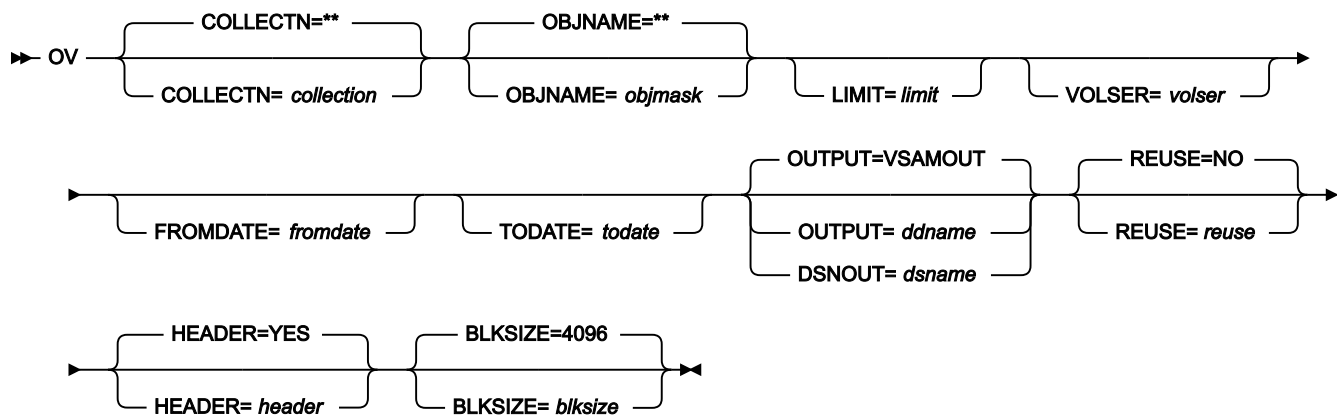 COLLECTN=** OBJNAME=**
OV
COLLECTN= collection OBJNAME= objmask LIMIT= limit VOLSER= volser
OUTPUT=VSAMOUT REUSE=NO
FROMDATE= fromdate TODATE= todate OUTPUT= ddname REUSE= reuse
DSNOUT= dsname
HEADER=YES BLKSIZE=4096
HEADER= header BLKSIZE= blksize